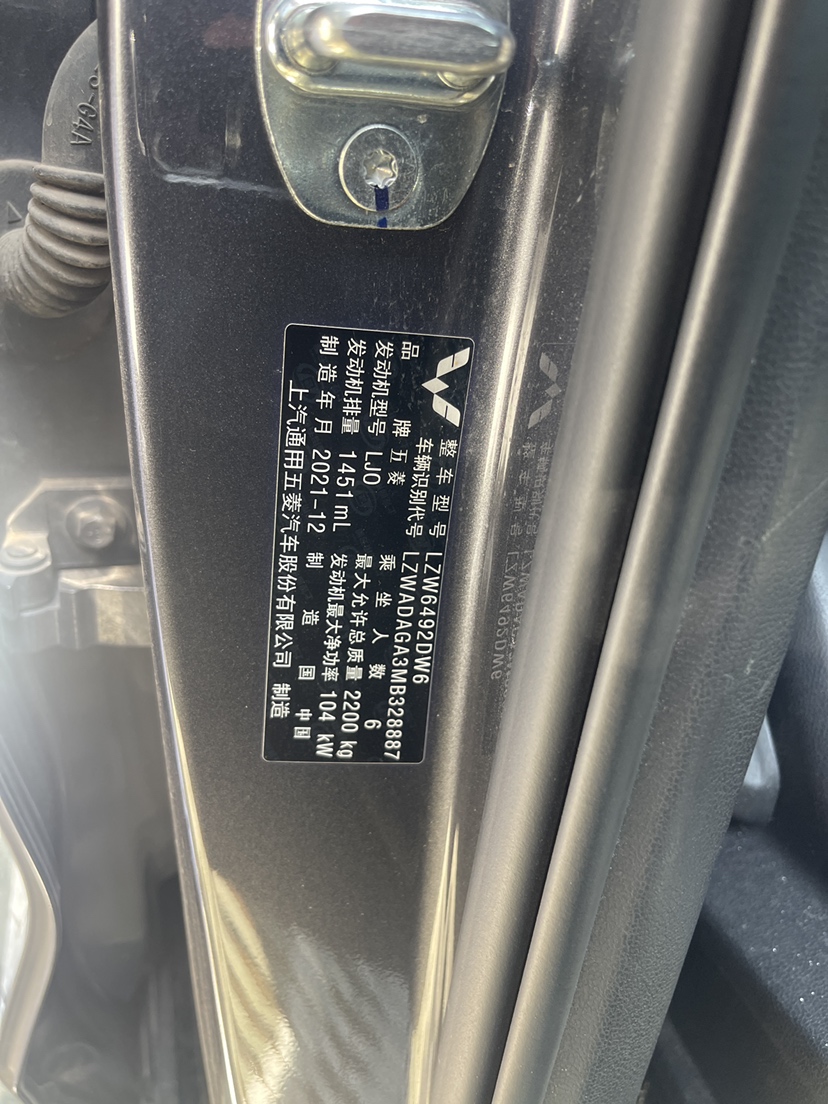 整车型号 LZW6492DW6
车辆识别代号 LZWADAGA3MB328887
品牌 五菱 乘坐人数 6
发动机型号 LJO 最大允许总质量 2200 kg
发动机排量 1451 mL 发动机最大净功率 104 kW
制造年月 2021-12 制造国 中国
上汽通用五菱汽车股份有限公司 制造